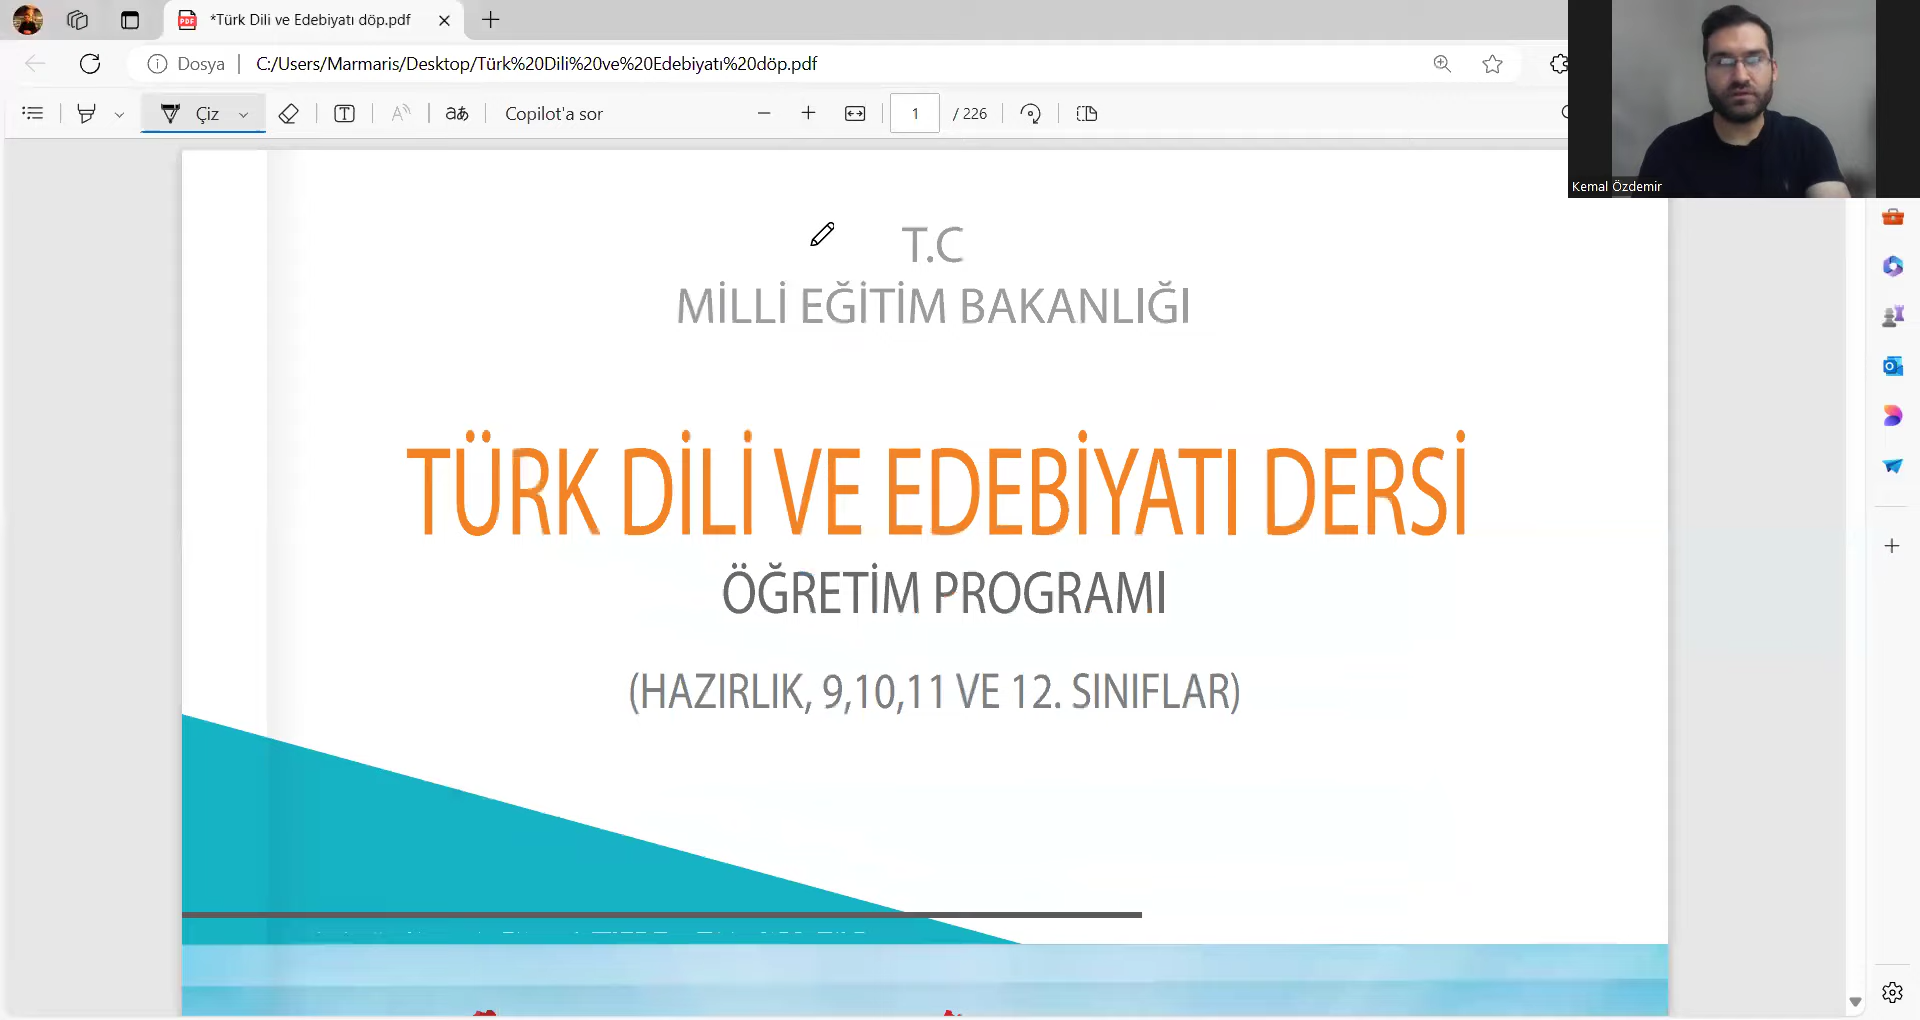 *Türk Dili ve Edebiyatı döp.pdf
Dosya
C:/Users/Marmaris/Desktop/Türk%20Dili%20ve%20Edebiyatı%20döp.pdf
Çiz
Copilot'a sor
1 / 226
Kemal Özdemir
T.C
MİLLİ EĞİTİM BAKANLIĞI
TÜRK DİLİ VE EDEBİYATI DERSİ
ÖĞRETİM PROGRAMI
(HAZIRLIK, 9,10,11 VE 12. SINIFLAR)